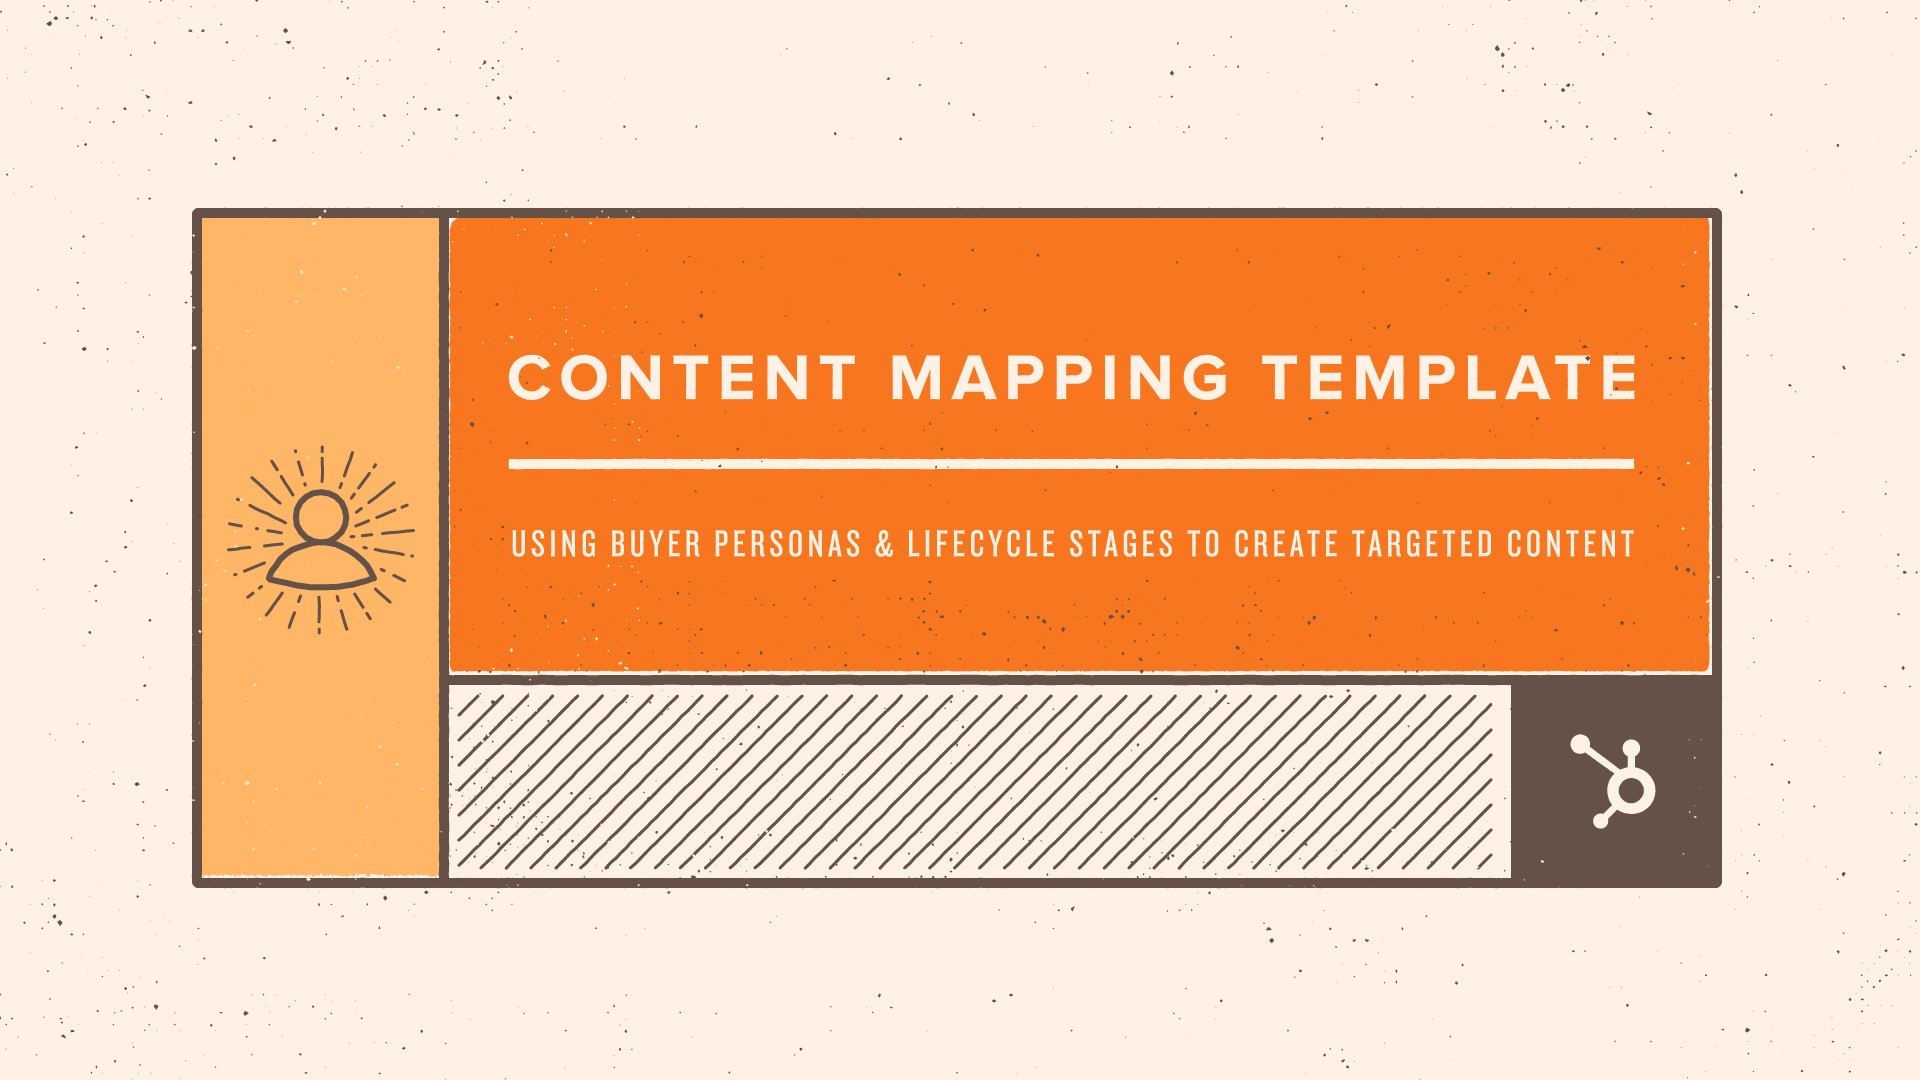 CONTENT MAPPING TEMPLATE
USING BUYER PERSONAS & LIFECYCLE STAGES TO CREATE TARGETED CONTENT